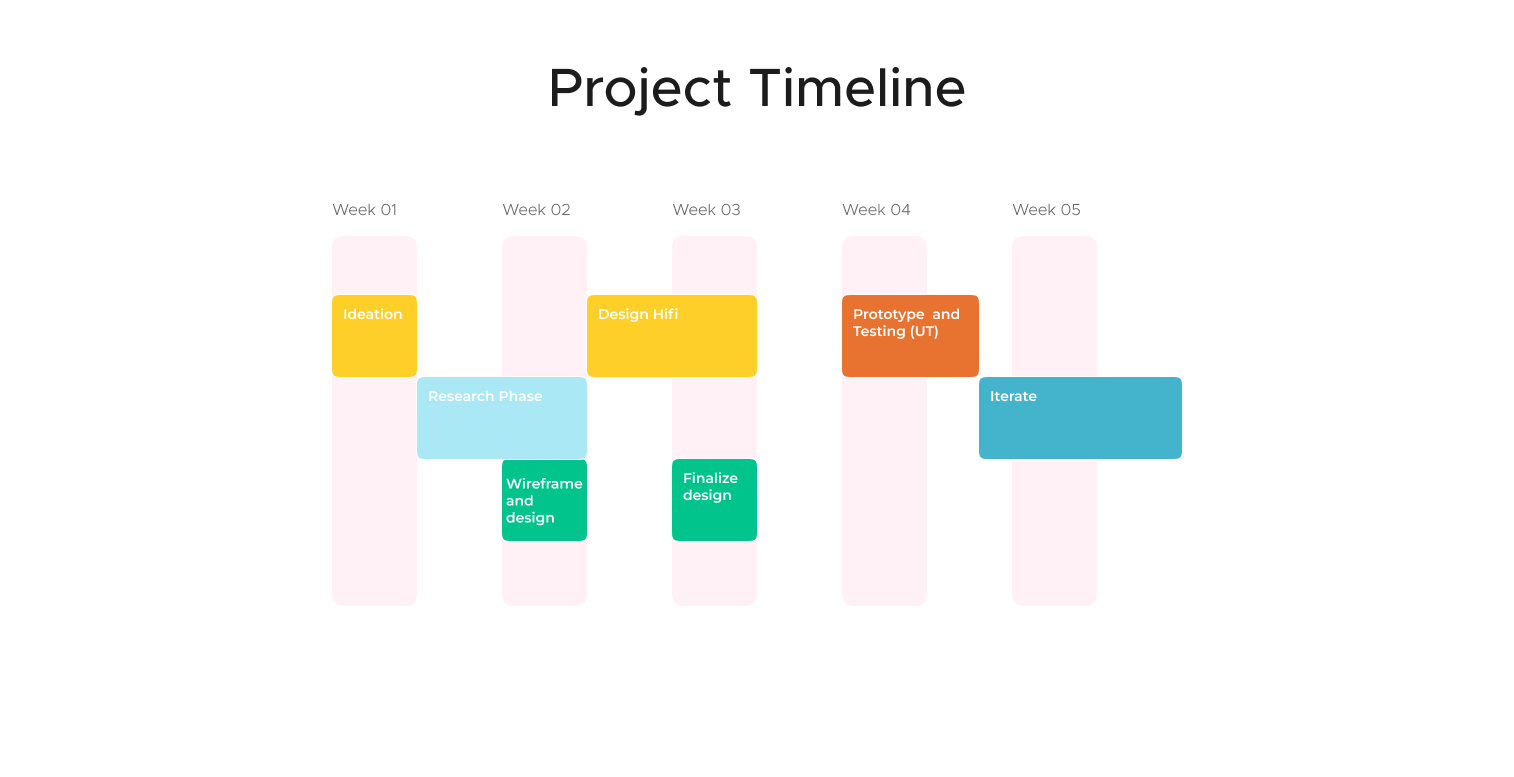 Project Timeline
Week 01
Week 02
Week 03
Week 04
Week 05
Ideation
Design Hifi
Prototype  and
Testing (UT)
Research Phase
Iterate
Wireframe
and
design
Finalize
design